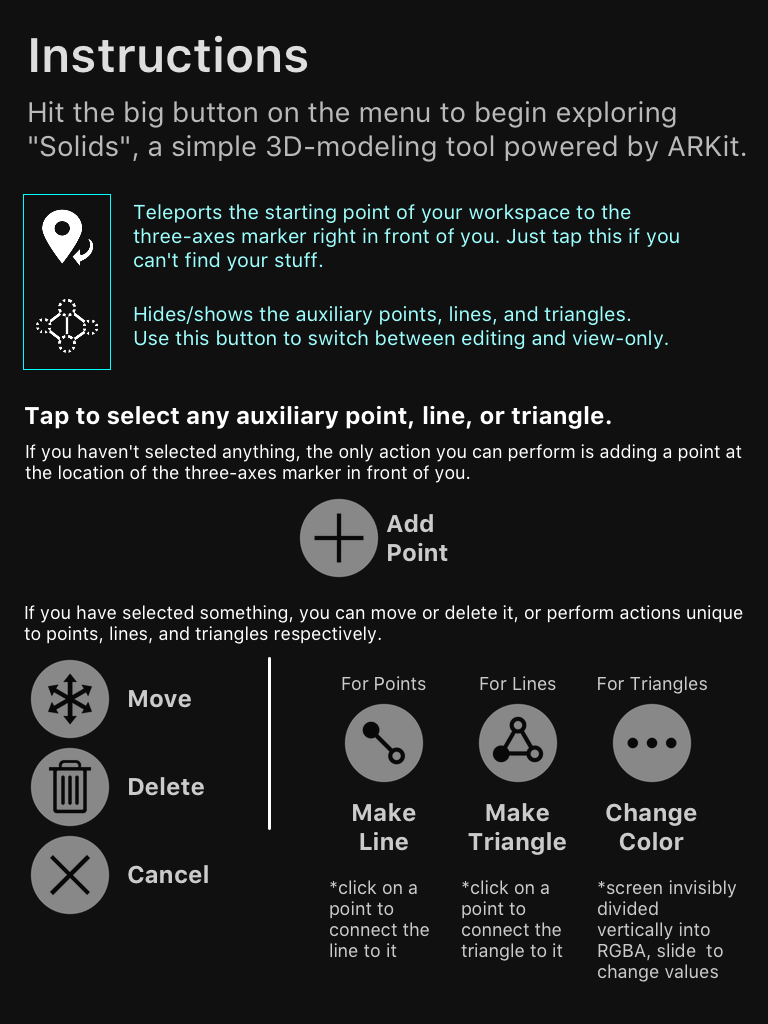 Instructions
Hit the big button on the menu to begin exploring
"Solids", a simple 3D-modeling tool powered by ARKit.
Teleports the starting point of your workspace to the
three-axes marker right in front of you. Just tap this if you
can't find your stuff.
Hides/shows the auxiliary points, lines, and triangles.
Use this button to switch between editing and view-only.
Tap to select any auxiliary point, line, or triangle.
If you haven't selected anything, the only action you can perform is adding a point at
the location of the three-axes marker in front of you.
Add
Point
If you have selected something, you can move or delete it, or perform actions unique
to points, lines, and triangles respectively.
Move
Delete
Cancel
For Points
Make
Line
*click on a
point to
connect the
line to it
For Lines
Make
Triangle
*click on a
point to
connect the
triangle to it
For Triangles
Change
Color
*screen invisibly
divided
vertically into
RGBA, slide  to
change values